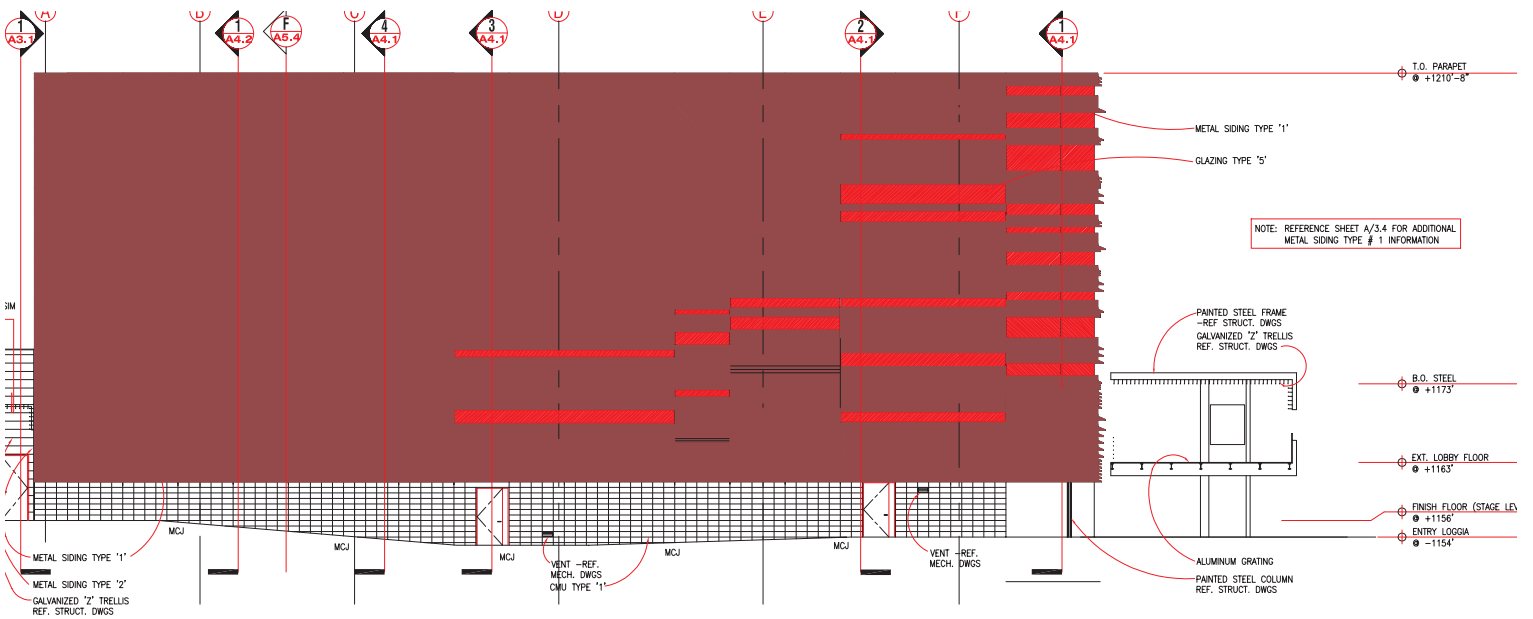 A
B
C
D
E
F
1
A3.1
1
A4.2
F
A5.4
4
A4.1
3
A4.1
2
A4.1
1
A4.1
T.O. PARAPET
@ +1210'-8"
METAL SIDING TYPE '1'
GLAZING TYPE '5'
NOTE: REFERENCE SHEET A/3.4 FOR ADDITIONAL
METAL SIDING TYPE # 1 INFORMATION
SIM
PAINTED STEEL FRAME
-REF STRUCT. DWGS
GALVANIZED 'Z' TRELLIS
REF. STRUCT. DWGS
B.O. STEEL
@ +1173'
EXT. LOBBY FLOOR
@ +1163'
FINISH FLOOR (STAGE LEV
@ +1156'
ENTRY LOGGIA
@ -1154'
MCJ
MCJ
MCJ
MCJ
MCJ
METAL SIDING TYPE '1'
METAL SIDING TYPE '2'
GALVANIZED 'Z' TRELLIS
REF. STRUCT. DWGS
VENT -REF.
MECH. DWGS
CMU TYPE '1'
VENT -REF.
MECH. DWGS
ALUMINUM GRATING
PAINTED STEEL COLUMN
REF. STRUCT. DWGS